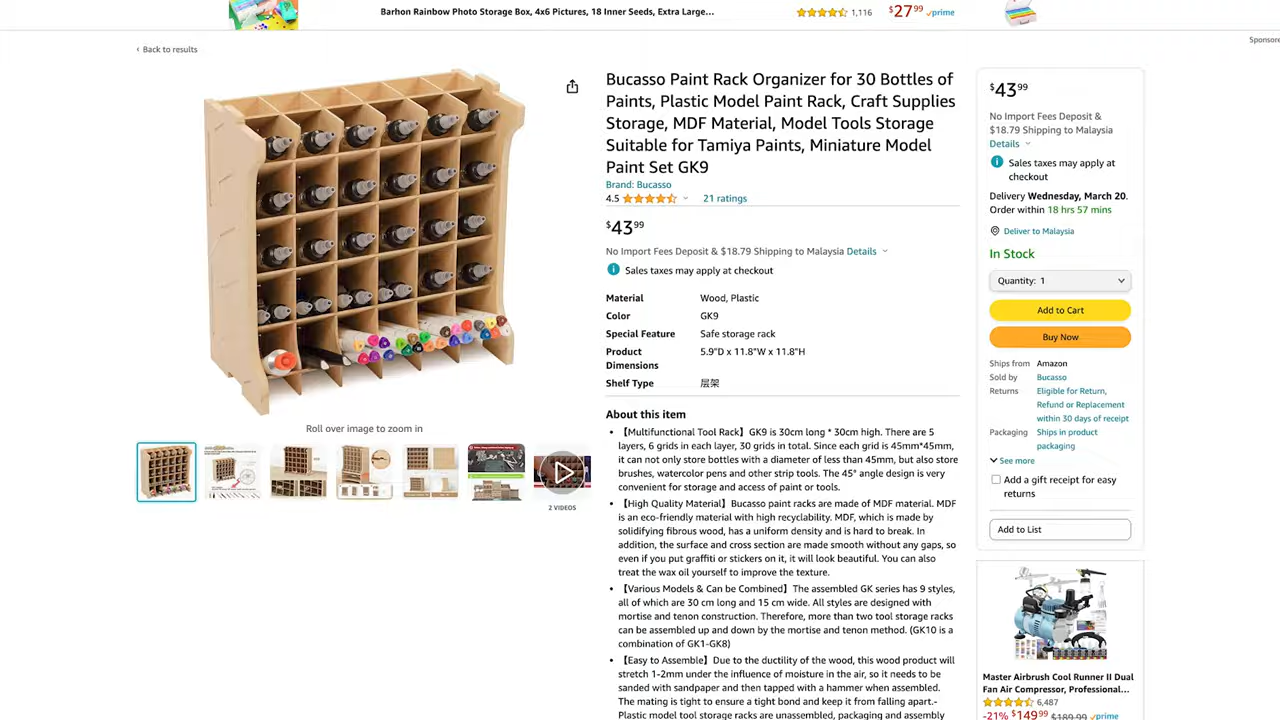 Barhon Rainbow Photo Storage Box, 4x6 Pictures, 18 Inner Seeds, Extra Large...
1,116
$27⁹⁹
prime
Sponsore
‹ Back to results
Bucasso Paint Rack Organizer for 30 Bottles of
Paints, Plastic Model Paint Rack, Craft Supplies
Storage, MDF Material, Model Tools Storage
Suitable for Tamiya Paints, Miniature Model
Paint Set GK9
Brand: Bucasso
4.5
21 ratings
$43⁹⁹
No Import Fees Deposit & $18.79 Shipping to Malaysia Details
Sales taxes may apply at checkout
Material Wood, Plastic
Color GK9
Special Feature Safe storage rack
Product 5.9"D x 11.8"W x 11.8"H
Dimensions
Shelf Type 层架
About this item
• 【Multifunctional Tool Rack】GK9 is 30cm long * 30cm high. There are 5
layers, 6 grids in each layer, 30 grids in total. Since each grid is 45mm*45mm,
it can not only store bottles with a diameter of less than 45mm, but also store
brushes, watercolor pens and other strip tools. The 45° angle design is very
convenient for storage and access of paint or tools.
• 【High Quality Material】Bucasso paint racks are made of MDF material. MDF
is an eco-friendly material with high recyclability. MDF, which is made by
solidifying fibrous wood, has a uniform density and is hard to break. In
addition, the surface and cross section are made smooth without any gaps, so
even if you put graffiti or stickers on it, it will look beautiful. You can also
treat the wax oil yourself to improve the texture.
• 【Various Models & Can be Combined】The assembled GK series has 9 styles,
all of which are 30 cm long and 15 cm wide. All styles are designed with
mortise and tenon construction. Therefore, more than two tool storage racks
can be assembled up and down by the mortise and tenon method. (GK10 is a
combination of GK1-GK8)
• 【Easy to Assemble】Due to the ductility of the wood, this wood product will
stretch 1-2mm under the influence of moisture in the air, so it needs to be
sanded with sandpaper and then tapped with a hammer when assembled.
The mating is tight to ensure a tight bond and keep it from falling apart.-
Plastic model tool storage racks are unassembled, packaging and assembly
Roll over image to zoom in
2 VIDEOS
$43⁹⁹
No Import Fees Deposit &
$18.79 Shipping to Malaysia
Details
Sales taxes may apply at
checkout
Delivery Wednesday, March 20.
Order within 18 hrs 57 mins
Deliver to Malaysia
In Stock
Quantity: 1
Add to Cart
Buy Now
Ships from Amazon
Sold by Bucasso
Returns Eligible for Return,
Refund or Replacement
within 30 days of receipt
Packaging Ships in product
packaging
See more
Add a gift receipt for easy
returns
Add to List
Master Airbrush Cool Runner II Dual
Fan Air Compressor, Professional...
6,487
-21% $149⁹⁹ $189.99 prime